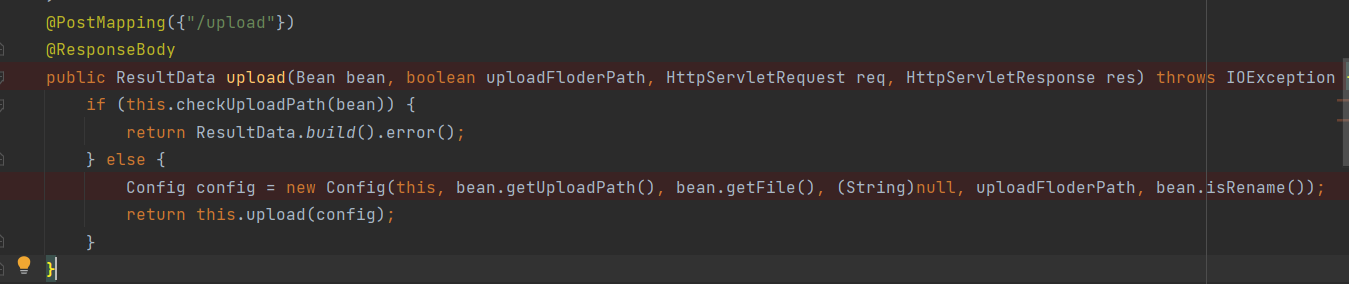 @PostMapping({"/upload"})
@ResponseBody
public ResultData upload(Bean bean, boolean uploadFloderPath, HttpServletRequest req, HttpServletResponse res) throws IOException
if (this.checkUploadPath(bean)) {
return ResultData.build().error();
} else {
Config config = new Config(this, bean.getUploadPath(), bean.getFile(), (String)null, uploadFloderPath, bean.isRename());
return this.upload(config);
}
}